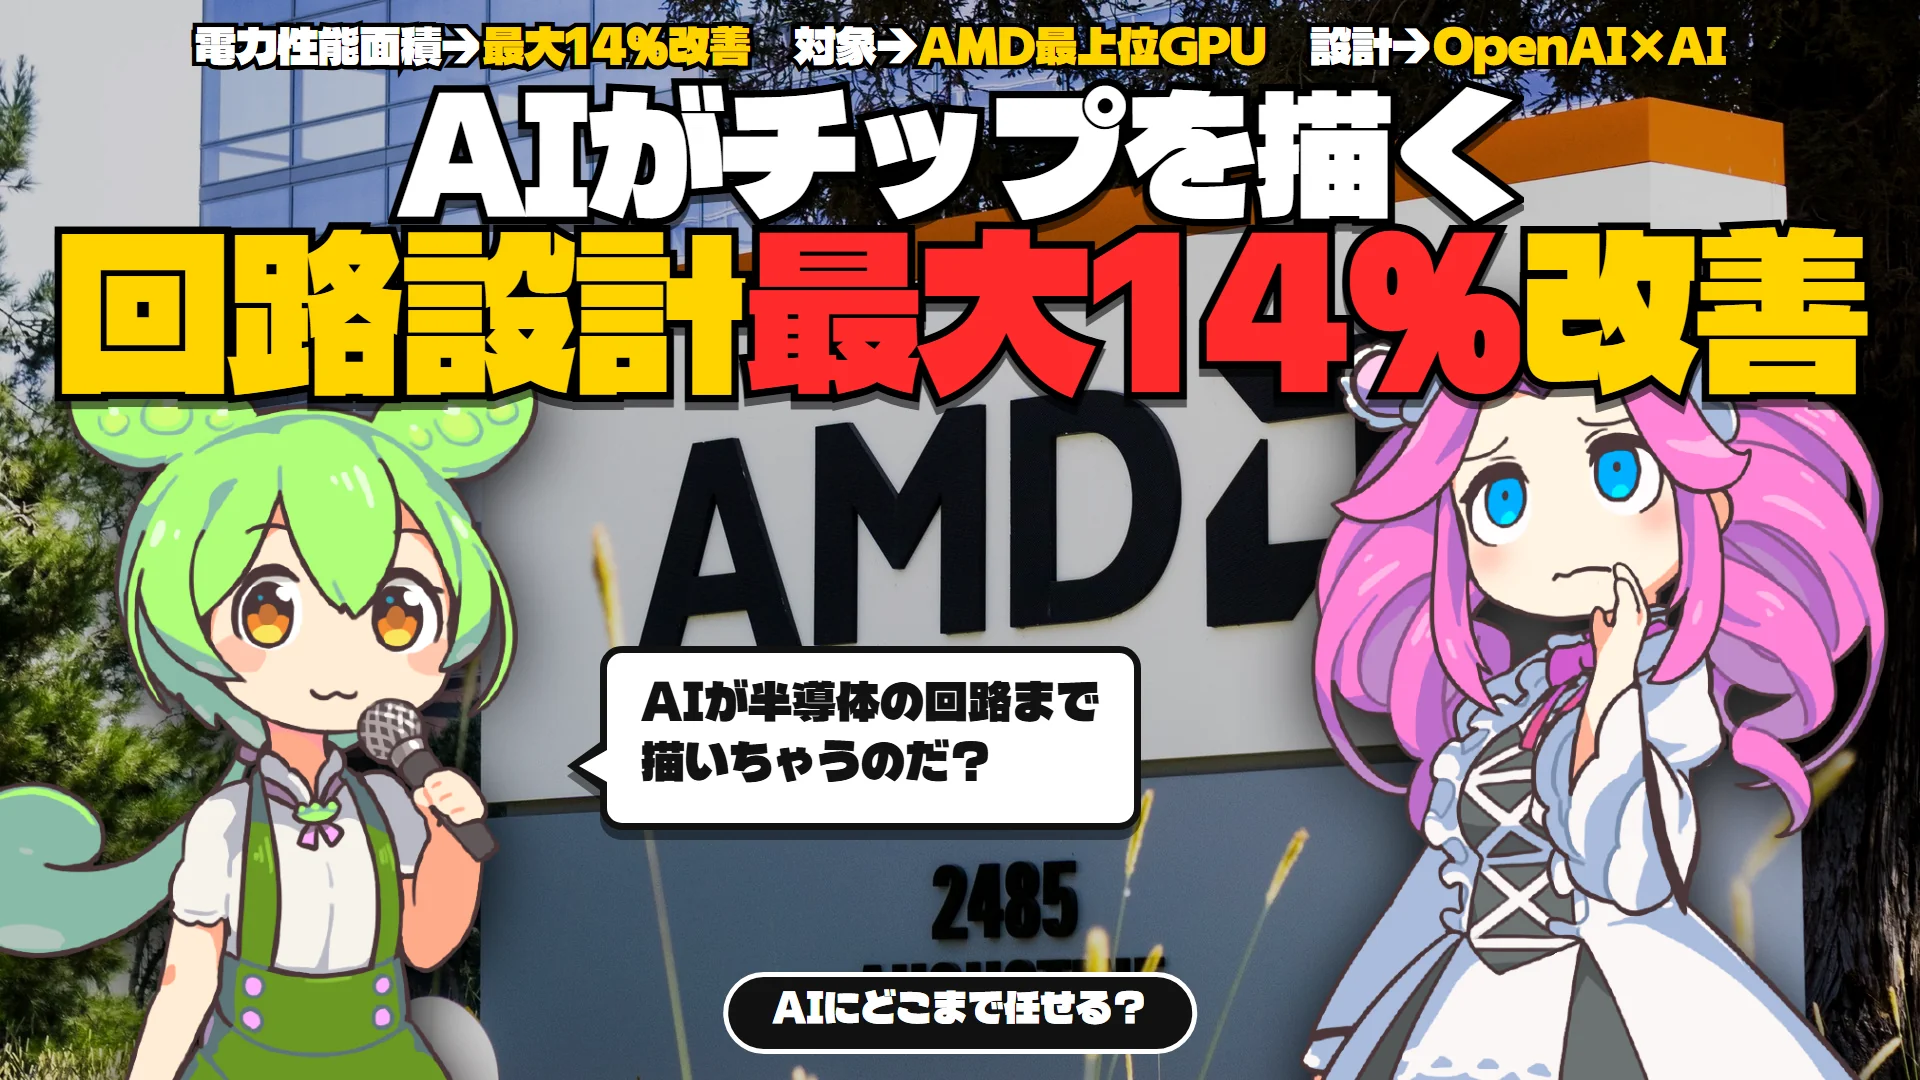 電力性能面積→最大14%改善 対象→AMD最上位GPU 設計→OpenAI×AI
AIがチップを描く
回路設計最大14%改善
AMD
AIが半導体の回路まで
描いちゃうのだ?
2485
AIにどこまで任せる?